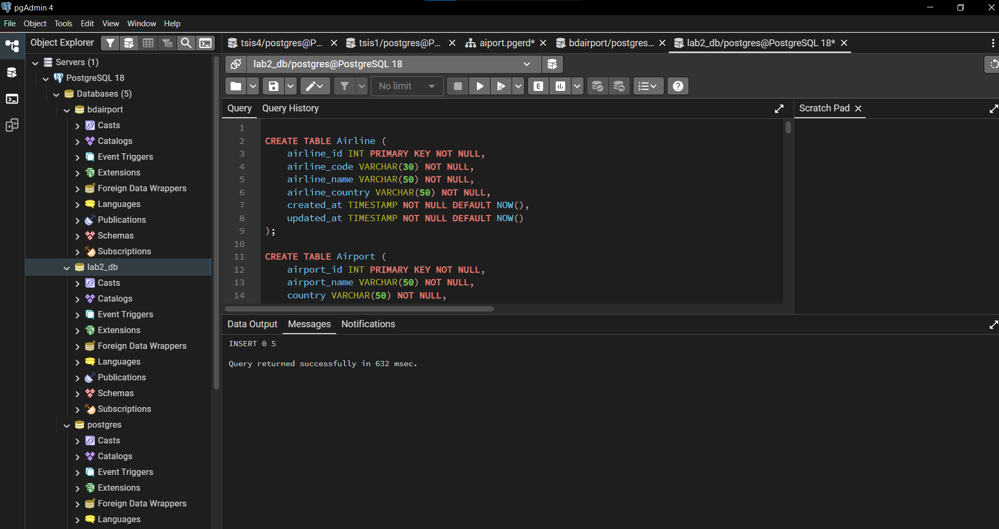 pgAdmin 4
File Object Tools Edit View Window Help
Object Explorer
tsis4/postgres@P...
tsis1/postgres@P...
aiport.pgerd*
bdairport/postgres...
lab2_db/postgres@PostgreSQL 18*
Servers (1)
PostgreSQL 18
Databases (5)
bdairport
Casts
Catalogs
Event Triggers
Extensions
Foreign Data Wrappers
Languages
Publications
Schemas
Subscriptions
lab2_db
Casts
Catalogs
Event Triggers
Extensions
Foreign Data Wrappers
Languages
Publications
Schemas
Subscriptions
postgres
Casts
Catalogs
Event Triggers
Extensions
Foreign Data Wrappers
Languages
lab2_db/postgres@PostgreSQL 18
No limit
E
Query Query History
Scratch Pad
1
2 CREATE TABLE Airline (
3 airline_id INT PRIMARY KEY NOT NULL,
4 airline_code VARCHAR(30) NOT NULL,
5 airline_name VARCHAR(50) NOT NULL,
6 airline_country VARCHAR(50) NOT NULL,
7 created_at TIMESTAMP NOT NULL DEFAULT NOW(),
8 updated_at TIMESTAMP NOT NULL DEFAULT NOW()
9 );
10
11 CREATE TABLE Airport (
12 airport_id INT PRIMARY KEY NOT NULL,
13 airport_name VARCHAR(50) NOT NULL,
14 country VARCHAR(50) NOT NULL,
Data Output Messages Notifications
INSERT 0 5
Query returned successfully in 632 msec.